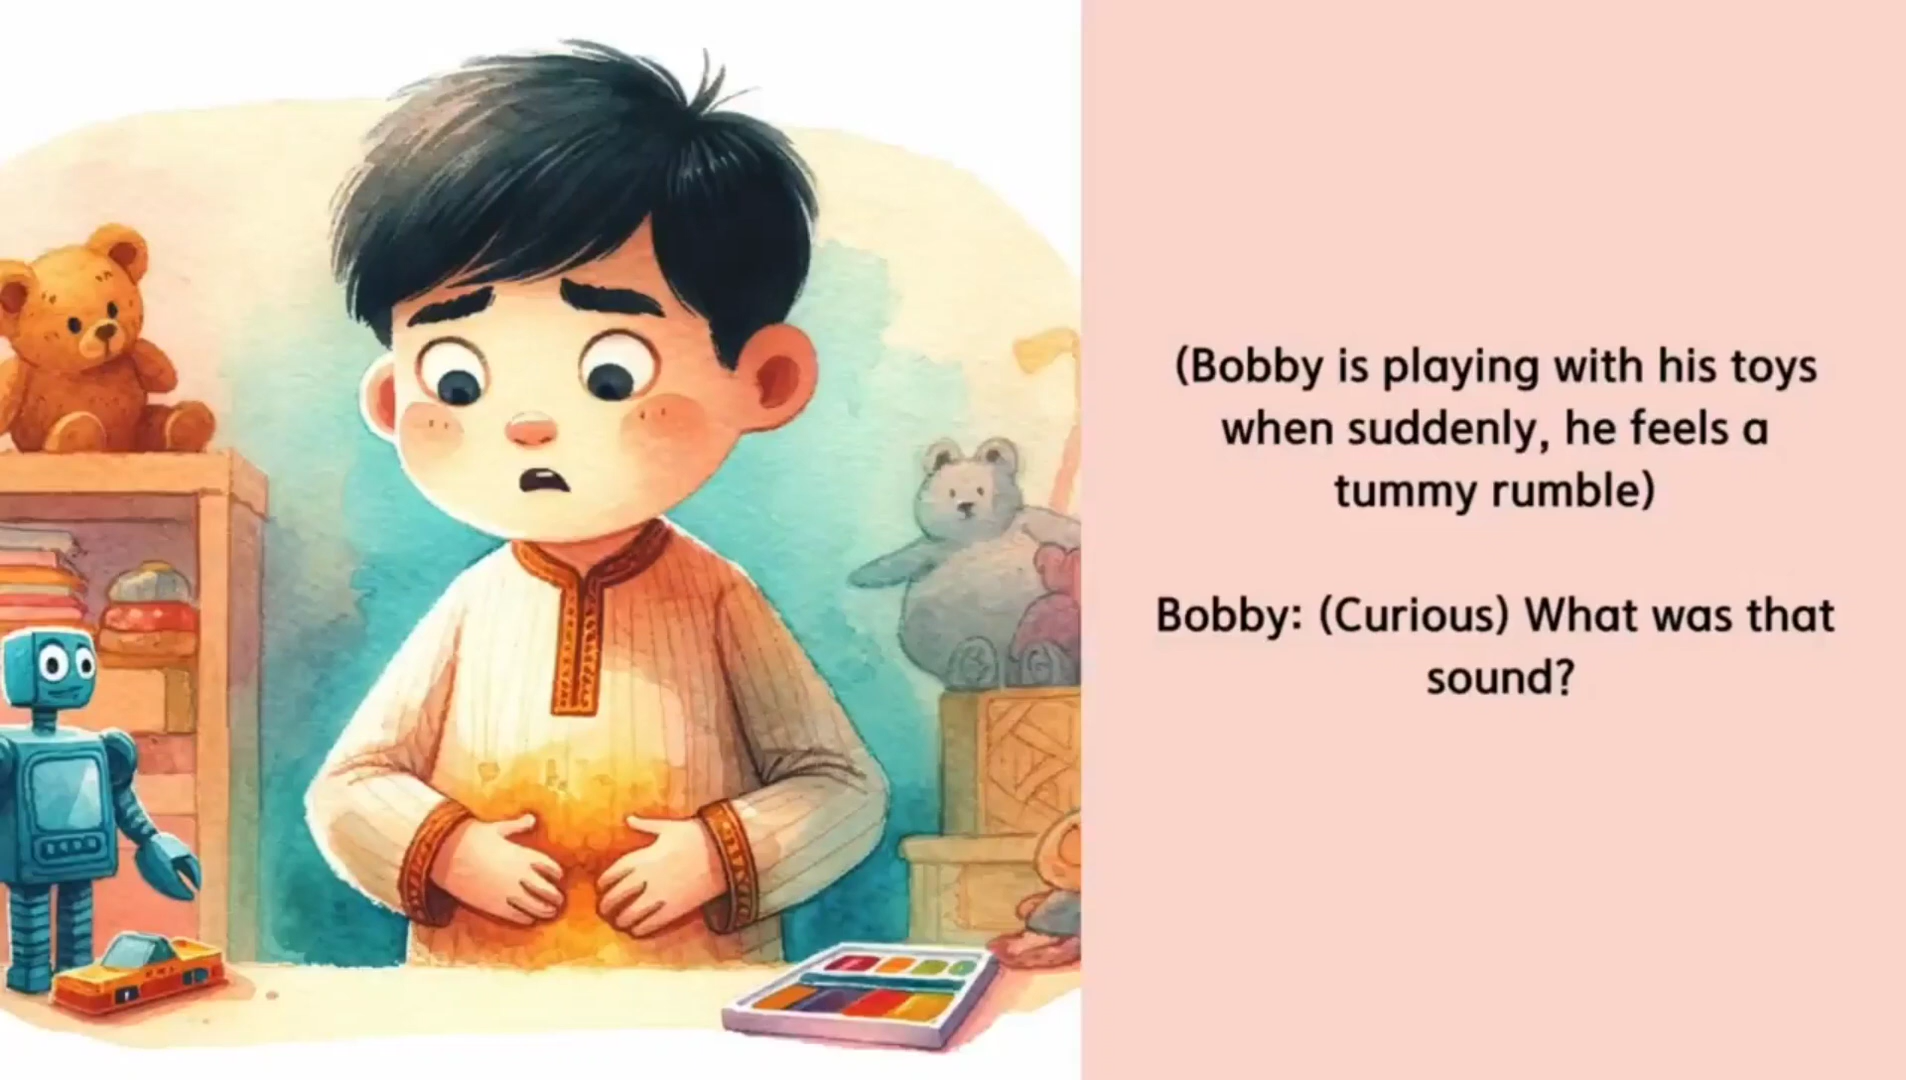 (Bobby is playing with his toys
when suddenly, he feels a
tummy rumble)
Bobby: (Curious) What was that
sound?